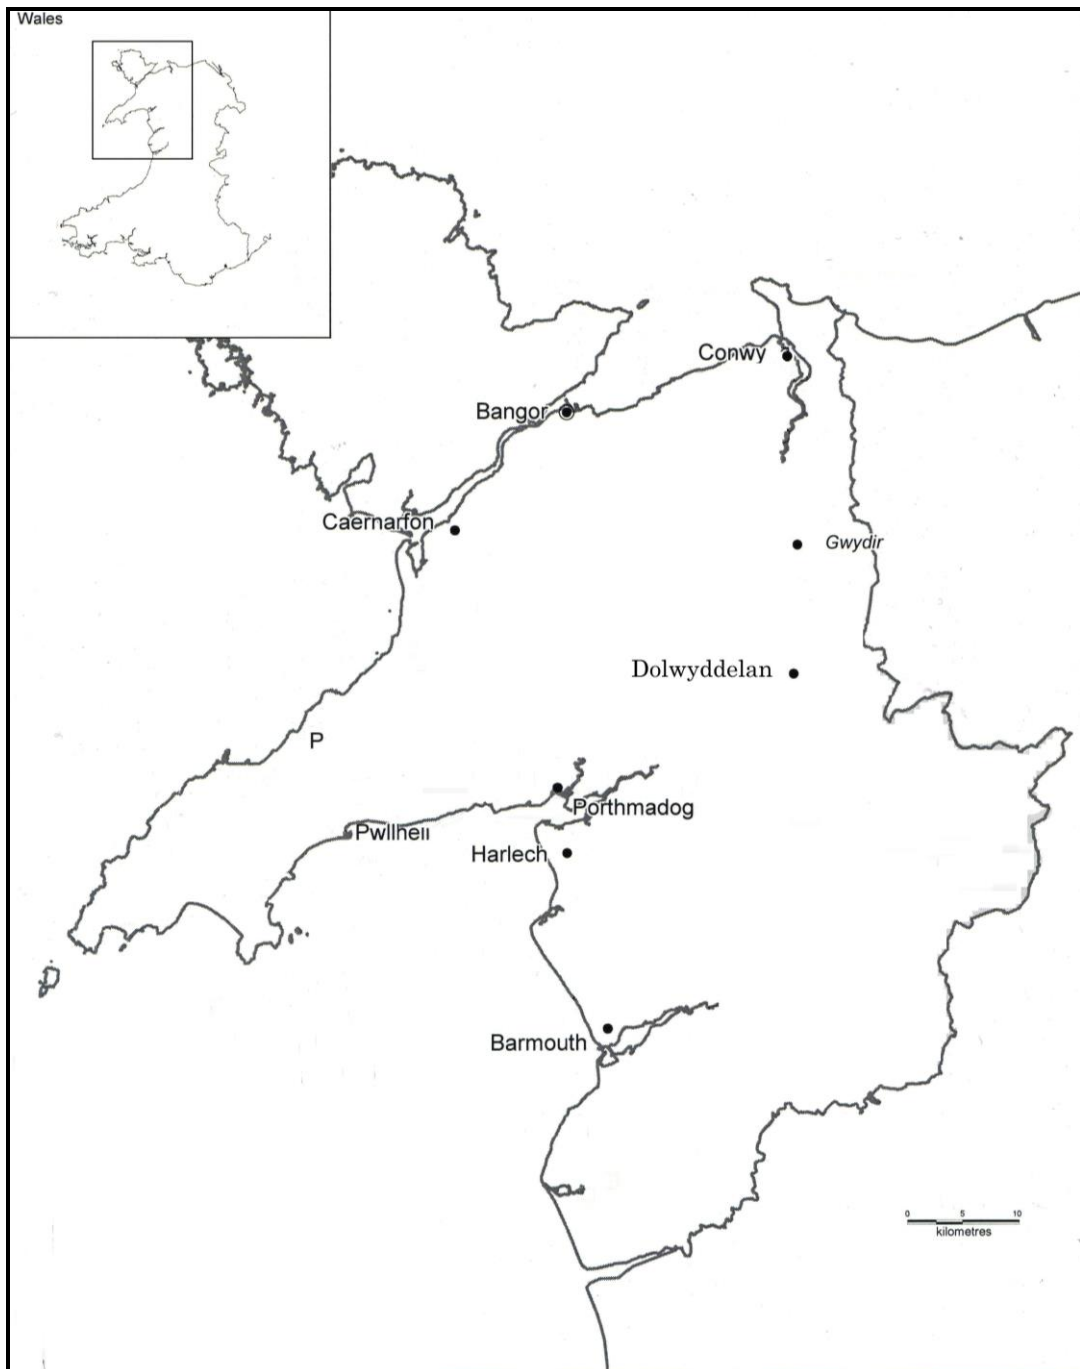 Wales
Conwy
Bangor
Caernarfon
Gwydir
Dolwyddelan
P
Porthmadog
Pwllheli
Harlech
Barmouth
0 5 10
kilometres